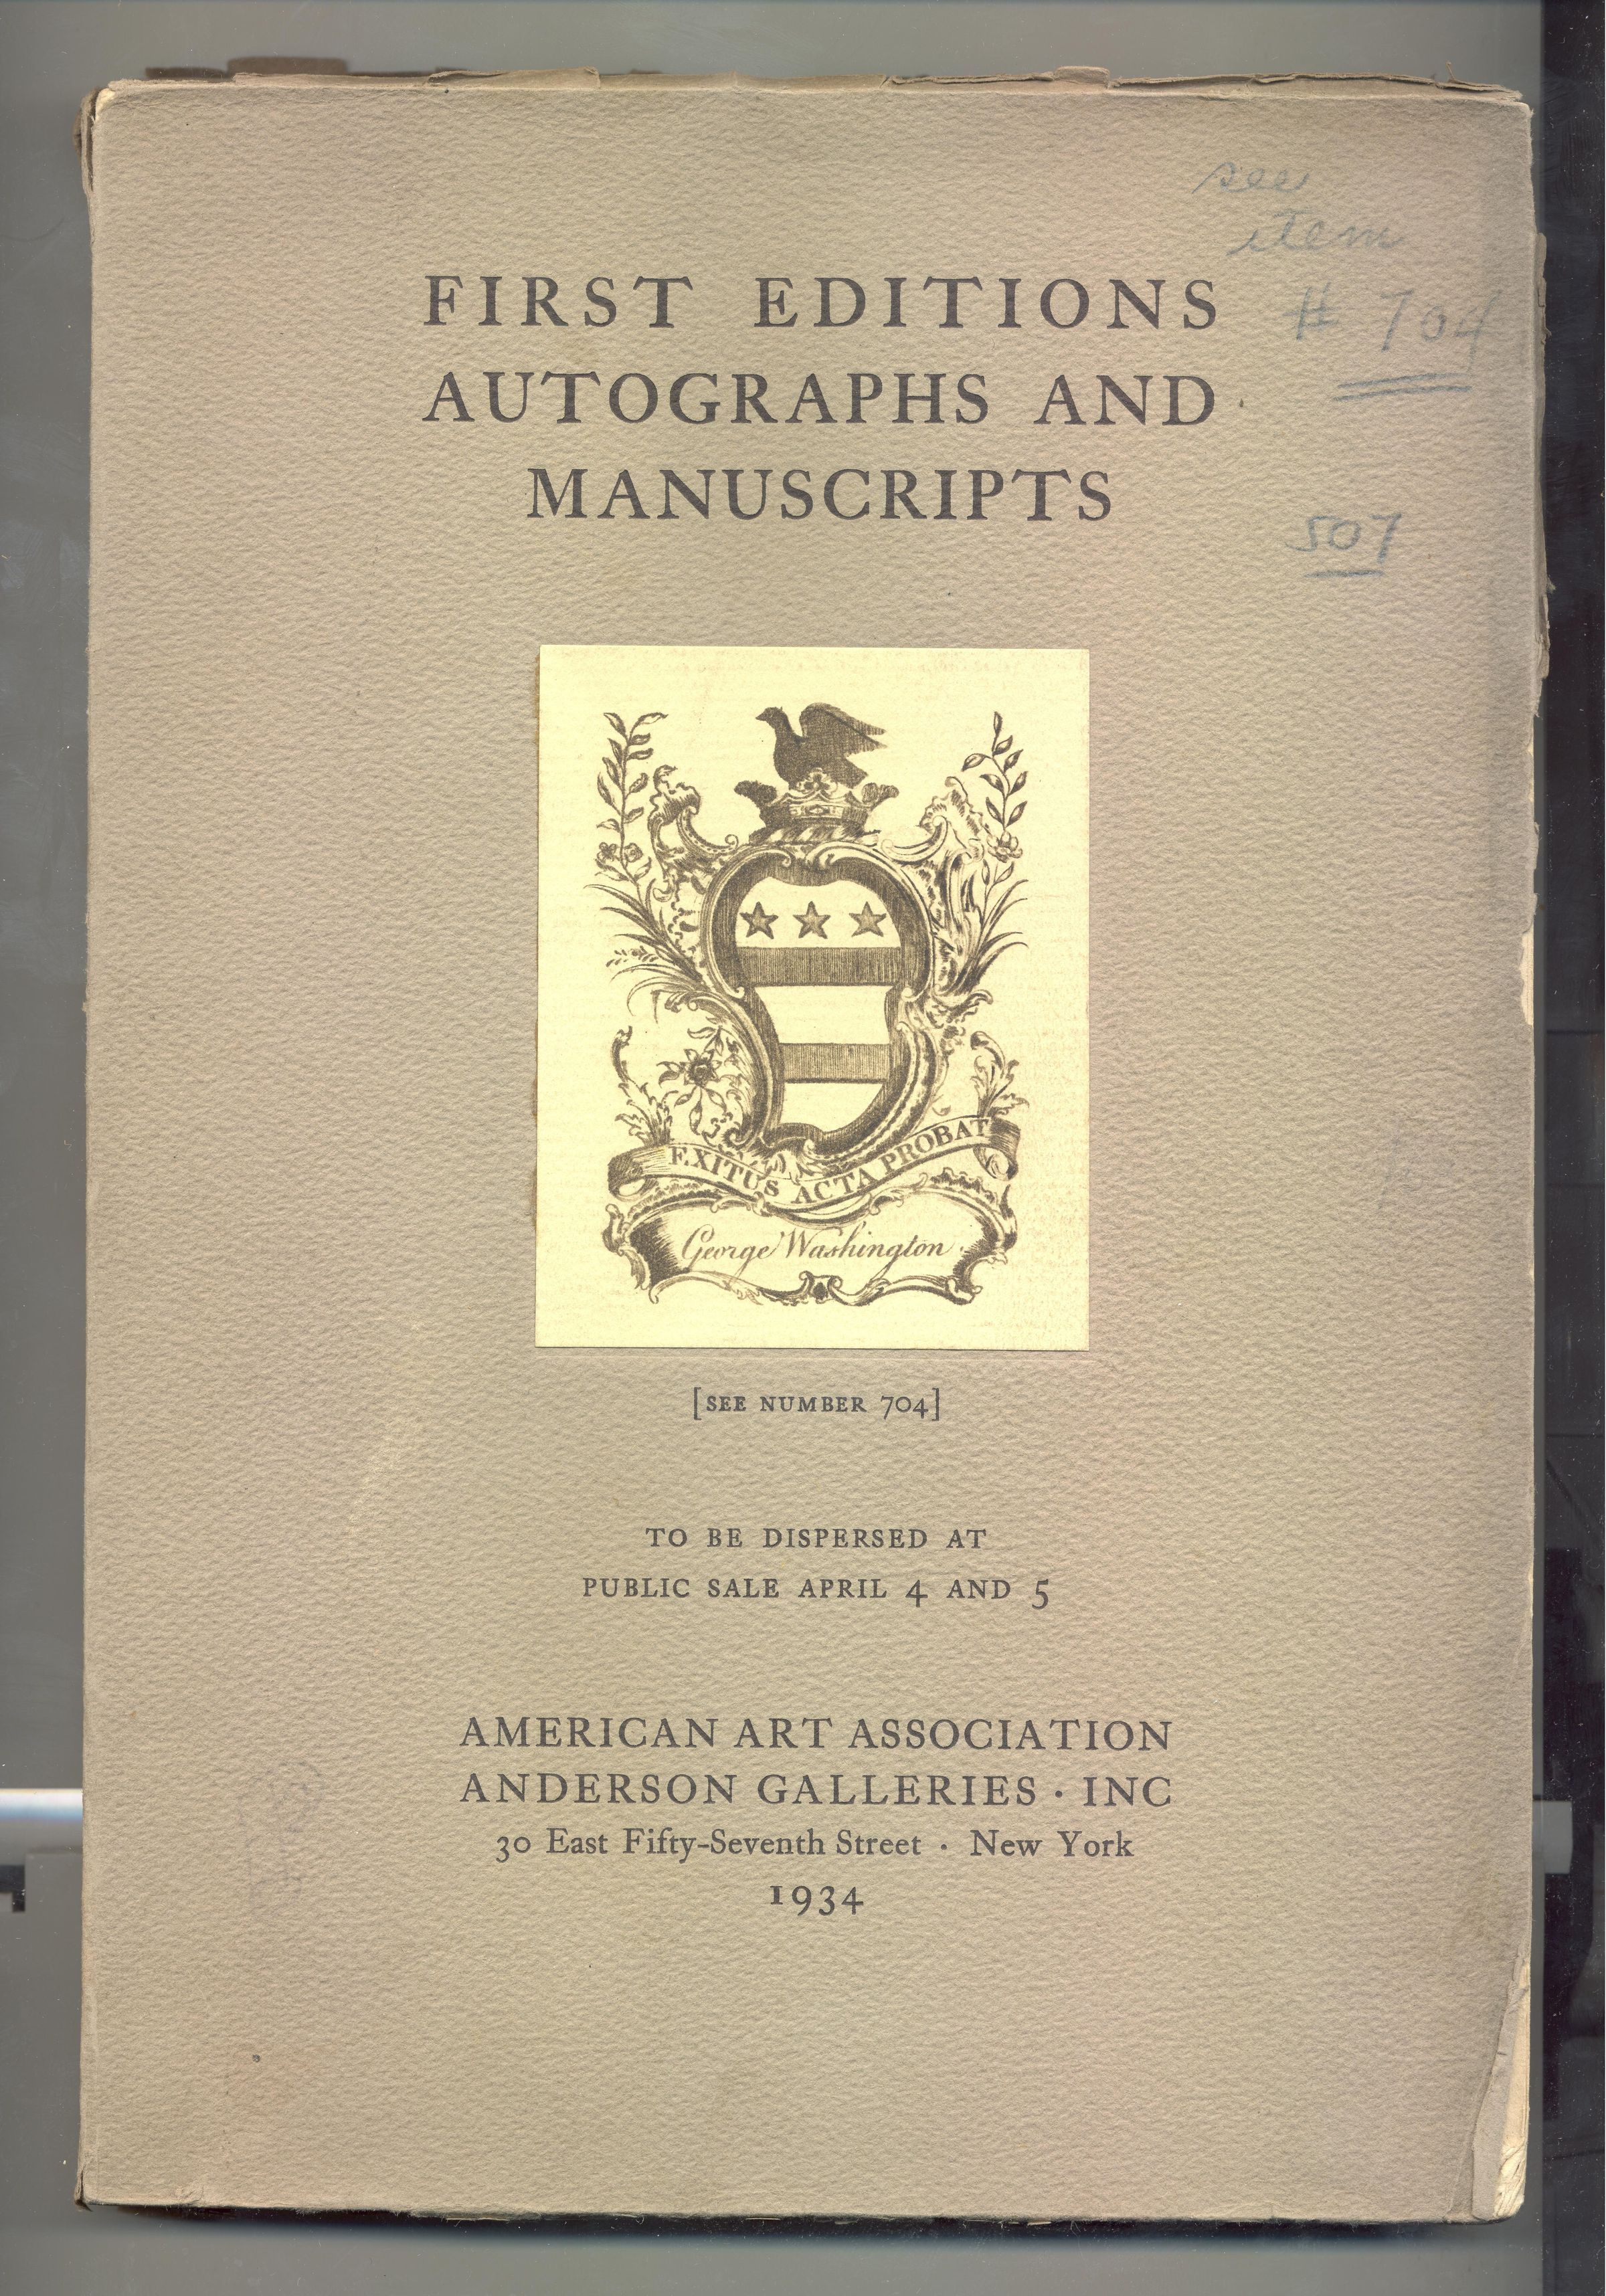 see
item
# 704
FIRST EDITIONS
AUTOGRAPHS AND
MANUSCRIPTS
507
EXITUS ACTA PROBAT
George Washington
[SEE NUMBER 704]
TO BE DISPERSED AT
PUBLIC SALE APRIL 4 AND 5
AMERICAN ART ASSOCIATION
ANDERSON GALLERIES · INC
30 East Fifty-Seventh Street · New York
1934